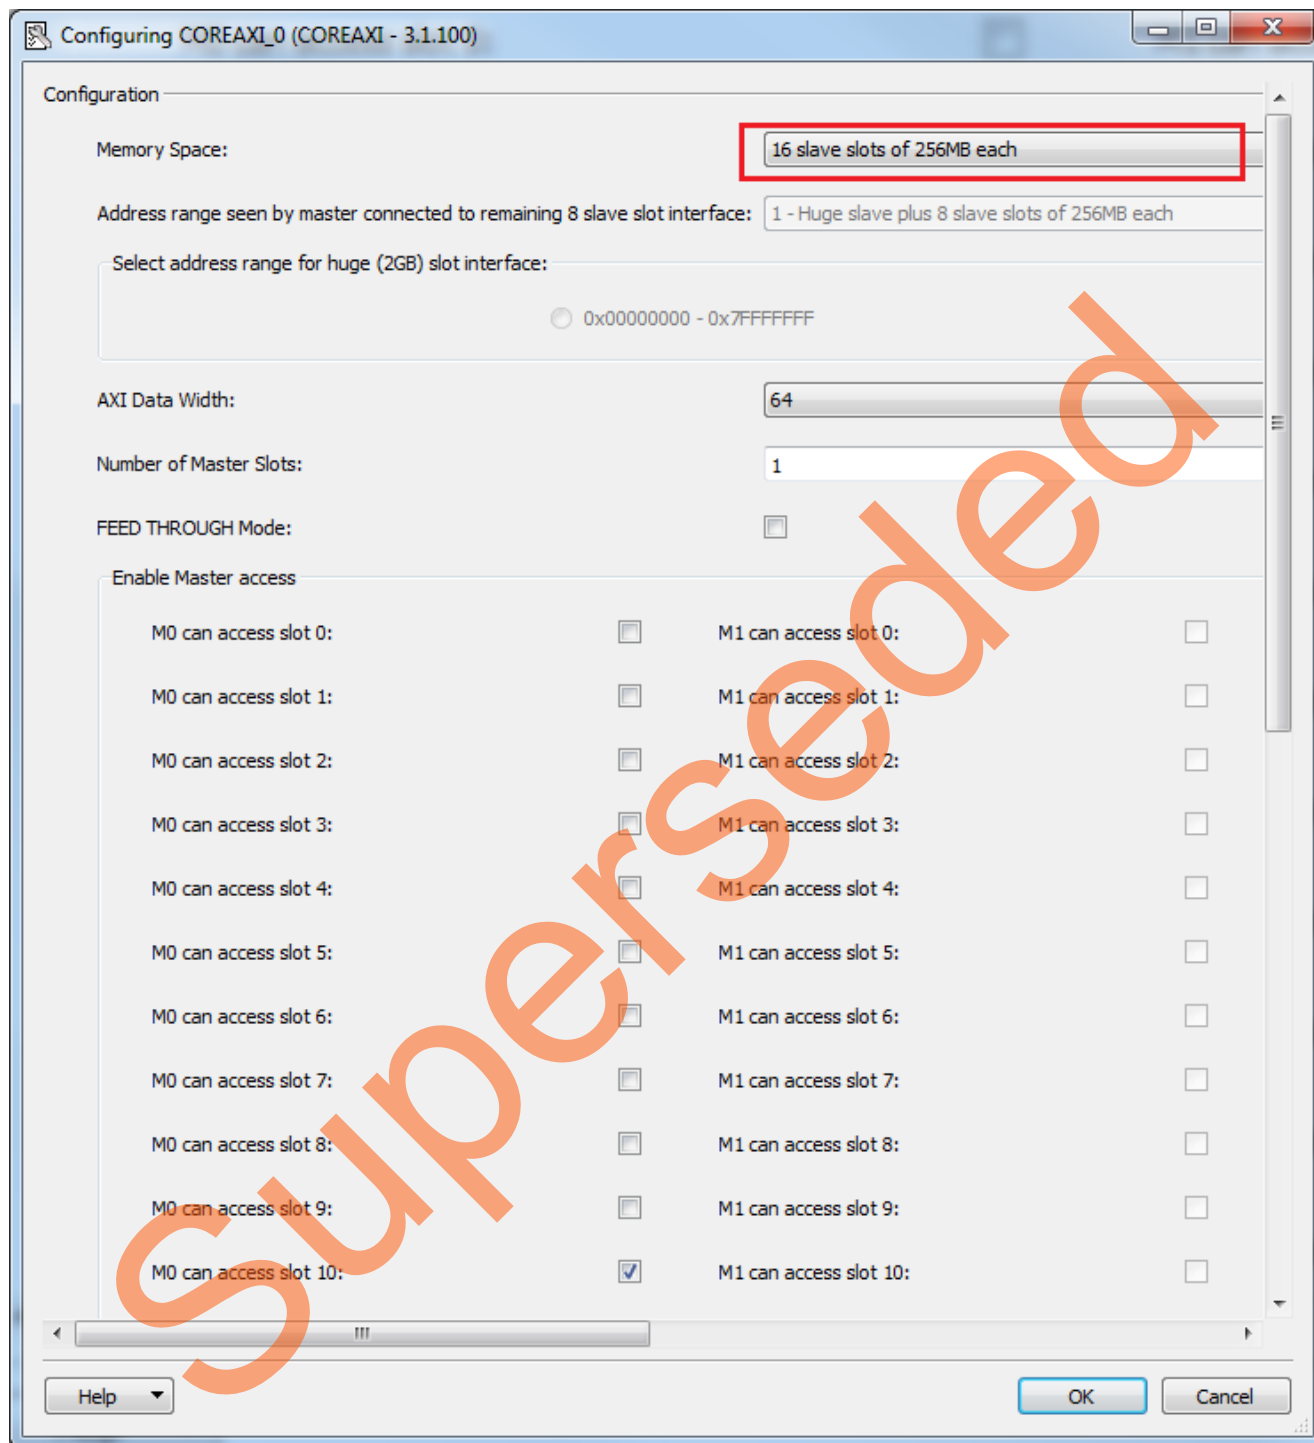 Configuring COREAXI_0 (COREAXI - 3.1.100)
Configuration
Memory Space: 16 slave slots of 256MB each
Address range seen by master connected to remaining 8 slave slot interface: 1 - Huge slave plus 8 slave slots of 256MB each
Select address range for huge (2GB) slot interface:
0x00000000 - 0x7FFFFFFF
AXI Data Width: 64
Number of Master Slots: 1
FEED THROUGH Mode:
Enable Master access
M0 can access slot 0: M1 can access slot 0:
M0 can access slot 1: M1 can access slot 1:
M0 can access slot 2: M1 can access slot 2:
M0 can access slot 3: M1 can access slot 3:
M0 can access slot 4: M1 can access slot 4:
M0 can access slot 5: M1 can access slot 5:
M0 can access slot 6: M1 can access slot 6:
M0 can access slot 7: M1 can access slot 7:
M0 can access slot 8: M1 can access slot 8:
M0 can access slot 9: M1 can access slot 9:
M0 can access slot 10: M1 can access slot 10:
Help OK Cancel
Superseded